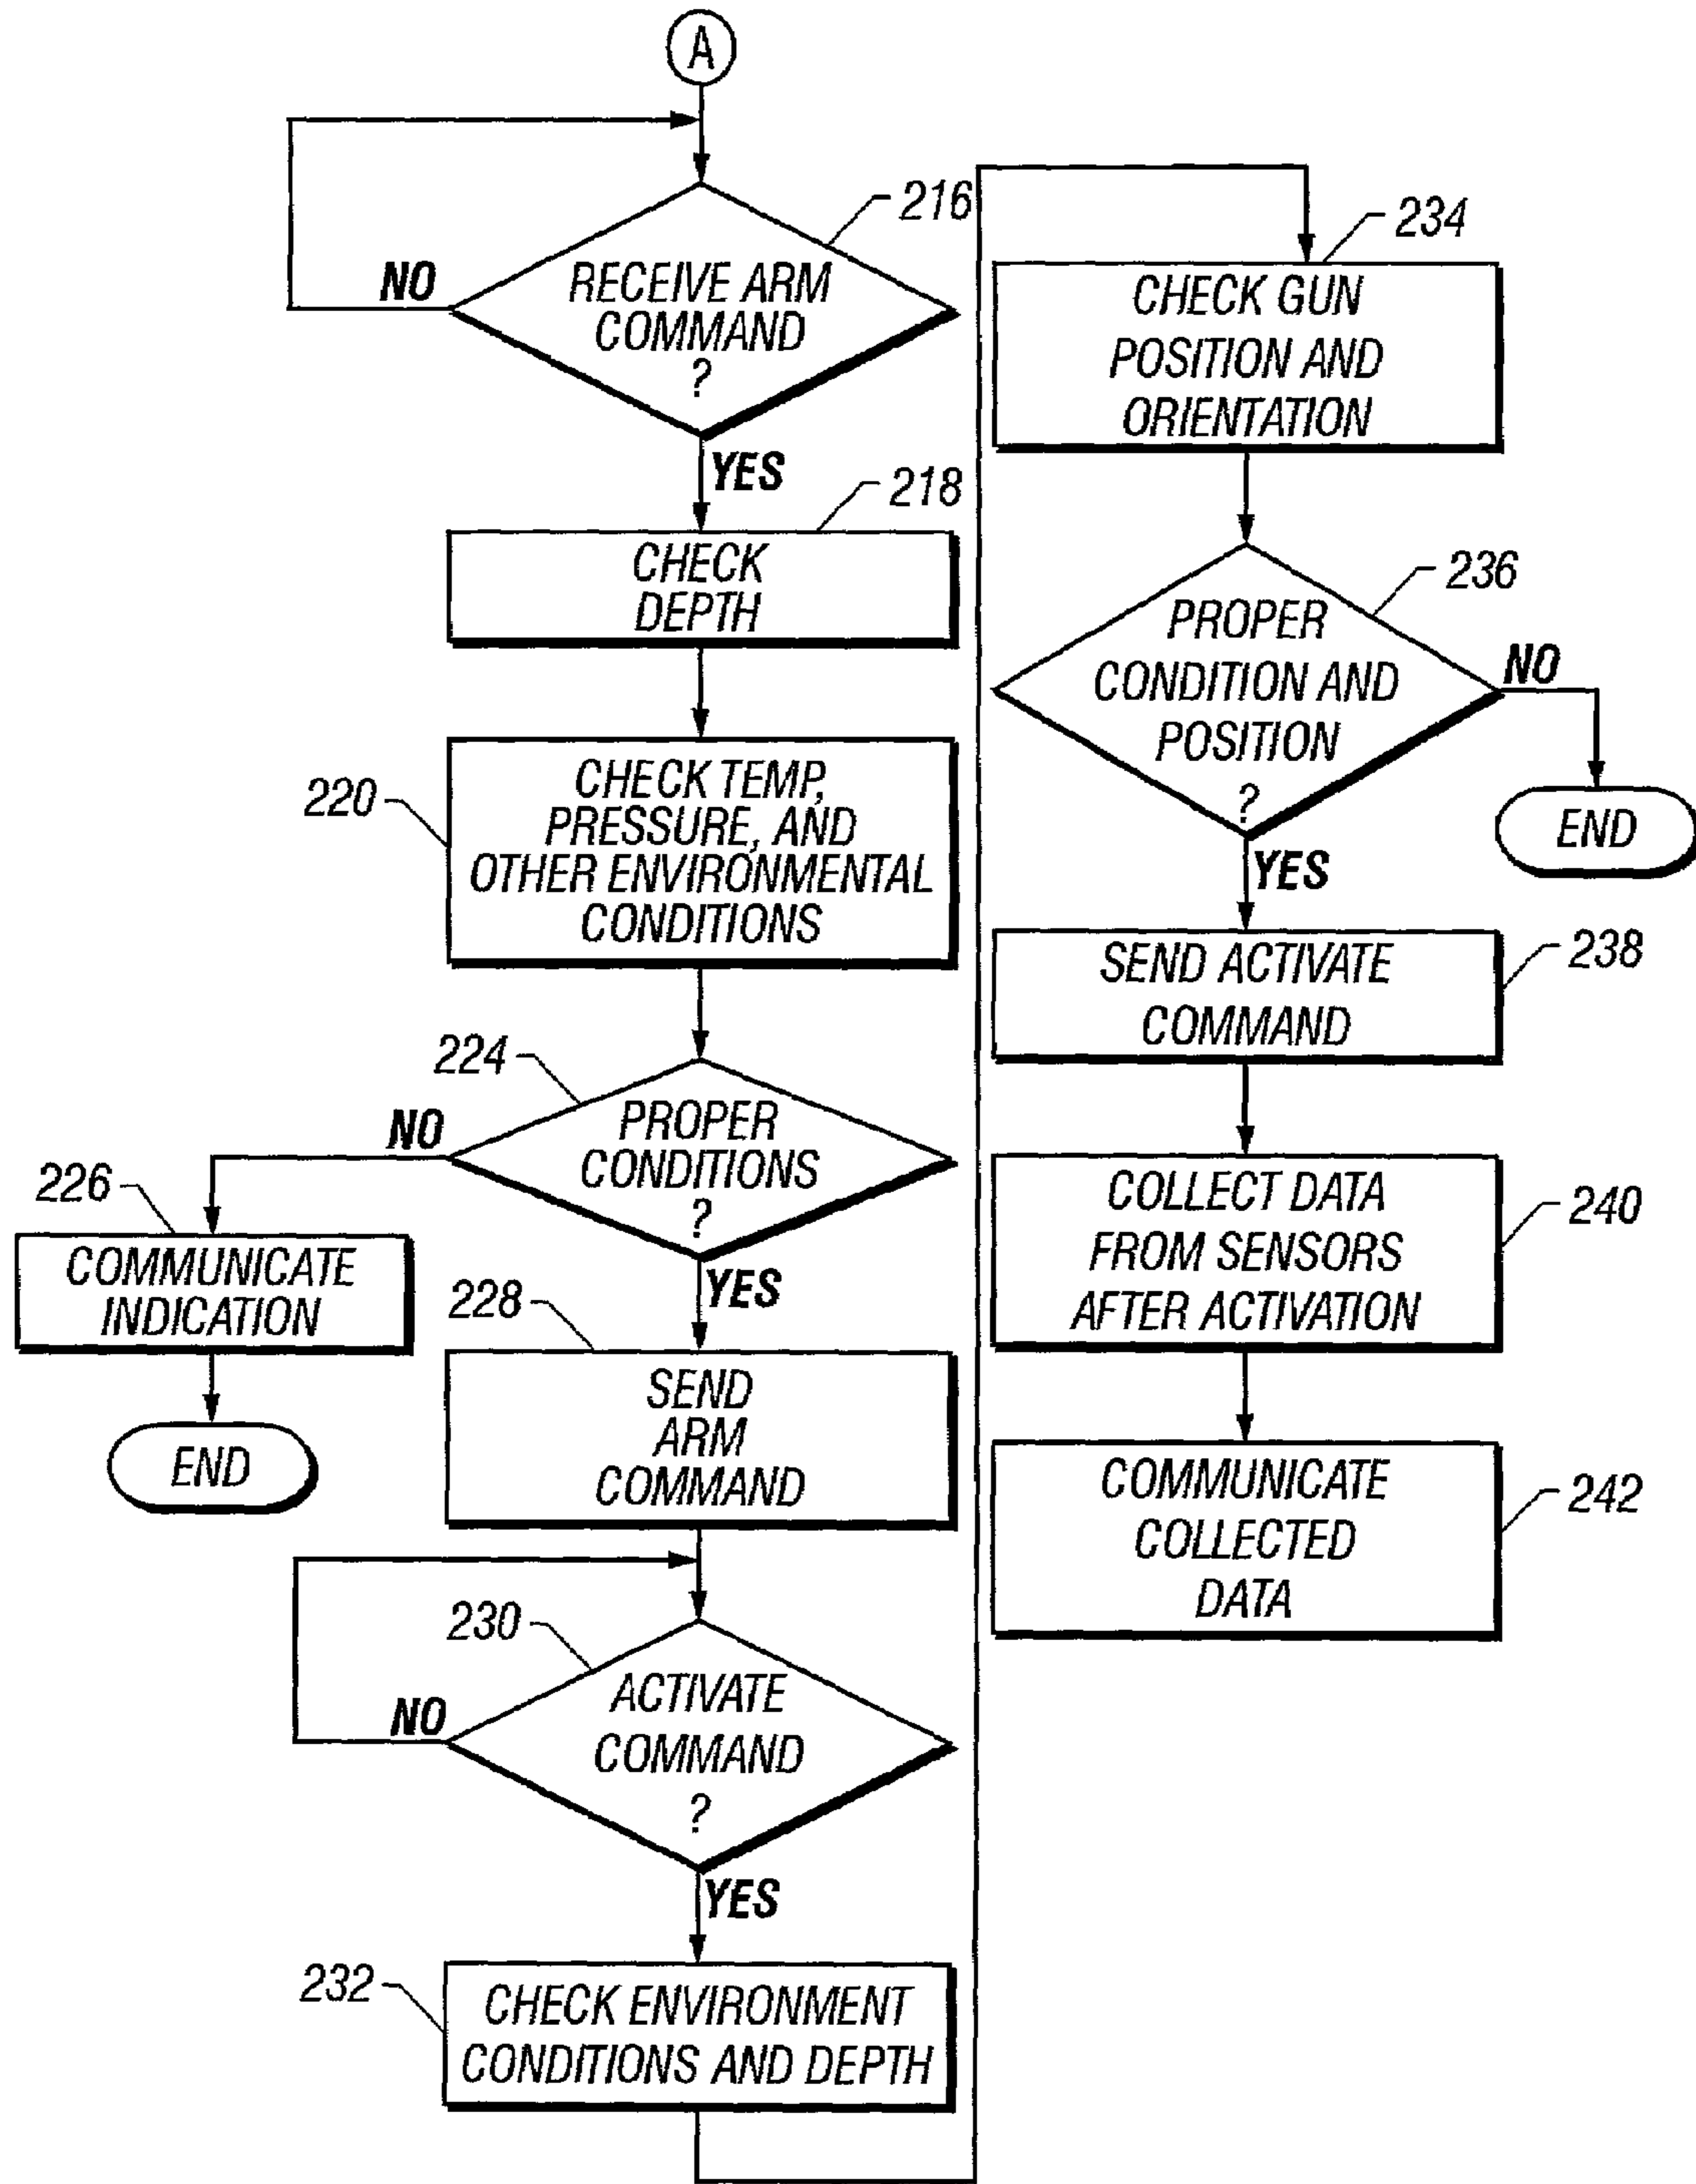 A
216
NO
RECEIVE ARM
COMMAND
?
YES
218
CHECK
DEPTH
220
CHECK TEMP,
PRESSURE, AND
OTHER ENVIRONMENTAL
CONDITIONS
224
NO
PROPER
CONDITIONS
?
226
COMMUNICATE
INDICATION
END
YES
228
SEND
ARM
COMMAND
230
NO
ACTIVATE
COMMAND
?
YES
232
CHECK ENVIRONMENT
CONDITIONS AND DEPTH
234
CHECK GUN
POSITION AND
ORIENTATION
236
PROPER
CONDITION AND
POSITION
?
NO
END
YES
238
SEND ACTIVATE
COMMAND
240
COLLECT DATA
FROM SENSORS
AFTER ACTIVATION
242
COMMUNICATE
COLLECTED
DATA